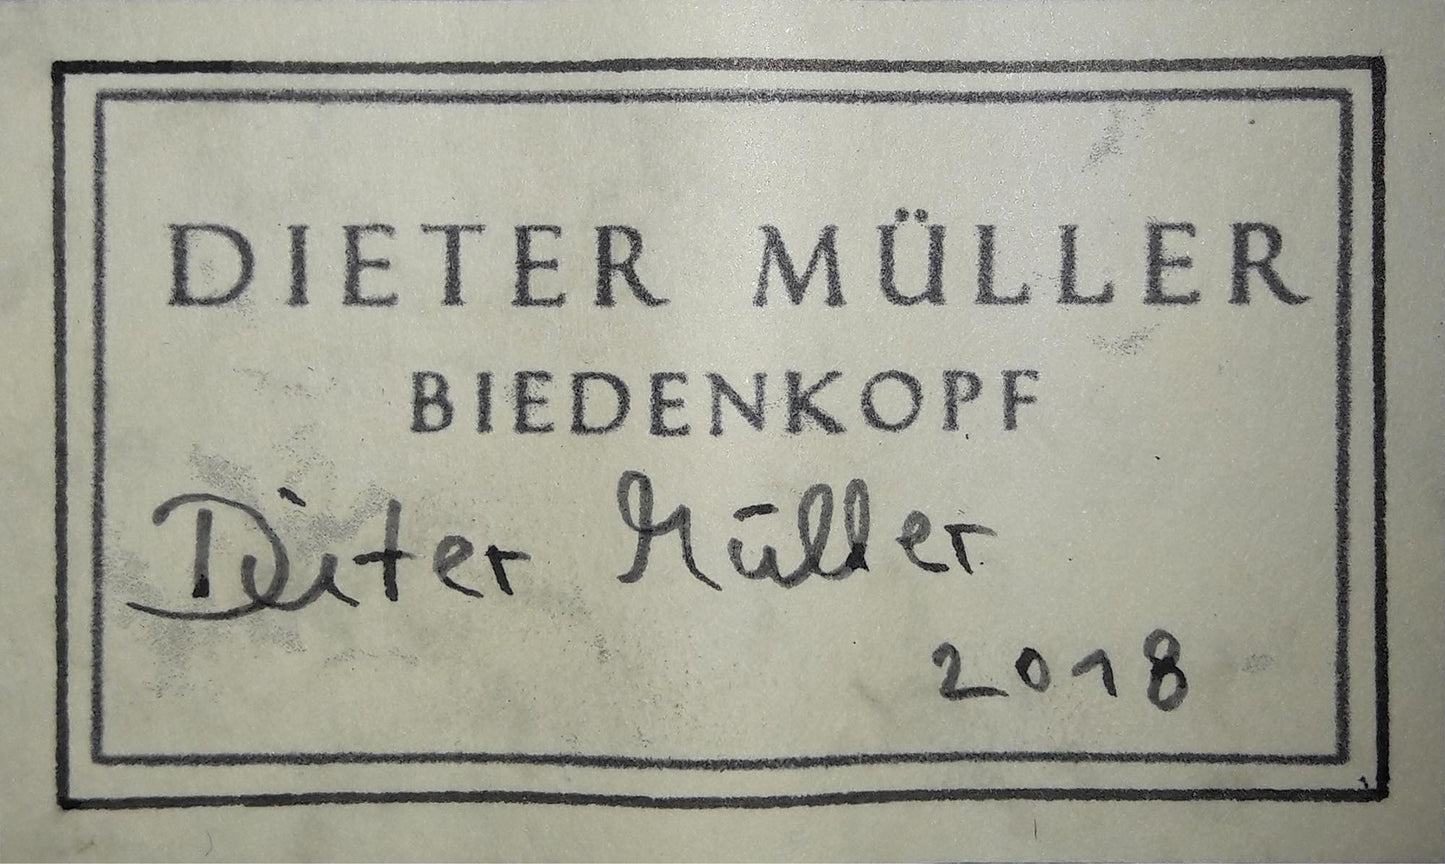 DIETER MÜLLER
BIEDENKOPF
Dieter Müller
2018